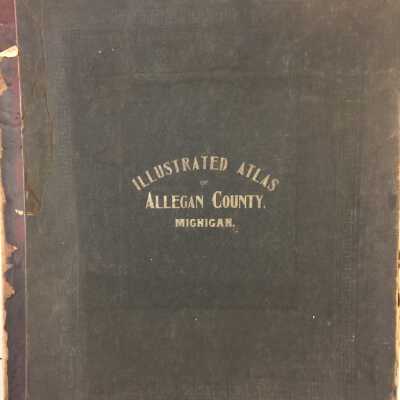 ILLUSTRATED ATLAS
OF
ALLEGAN COUNTY,
MICHIGAN.